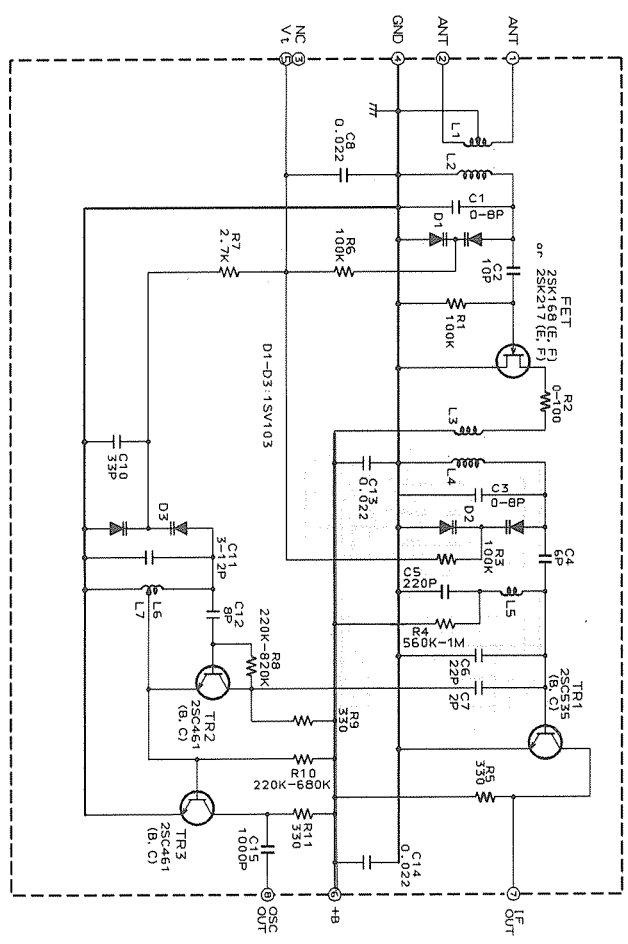 ANT 1
ANT 2
GND 4
NC 3
Vt 5
L1
L2
C8
0.022
C1
0-8P
D1
C2
10P
or
FET
2SK168 (E, F)
2SK217 (E, F)
R1
100K
R2
0-100
R6
100K
R7
2.7K
D1-D3:1SV103
L3
L4
C13
0.022
C3
0-8P
D2
R3
100K
C4
6P
C5
220P
L5
R4
560K-1M
C6
22P
C7
2P
TR1
2SC535
(B, C)
R5
330
C10
33P
D3
C11
3-12P
L6
L7
C12
8P
R8
220K-820K
TR2
2SC461
(B, C)
R9
330
R10
220K-680K
TR3
2SC461
(B, C)
R11
330
C15
1000P
C14
0.022
7 IF
OUT
6 +B
8 OSC
OUT